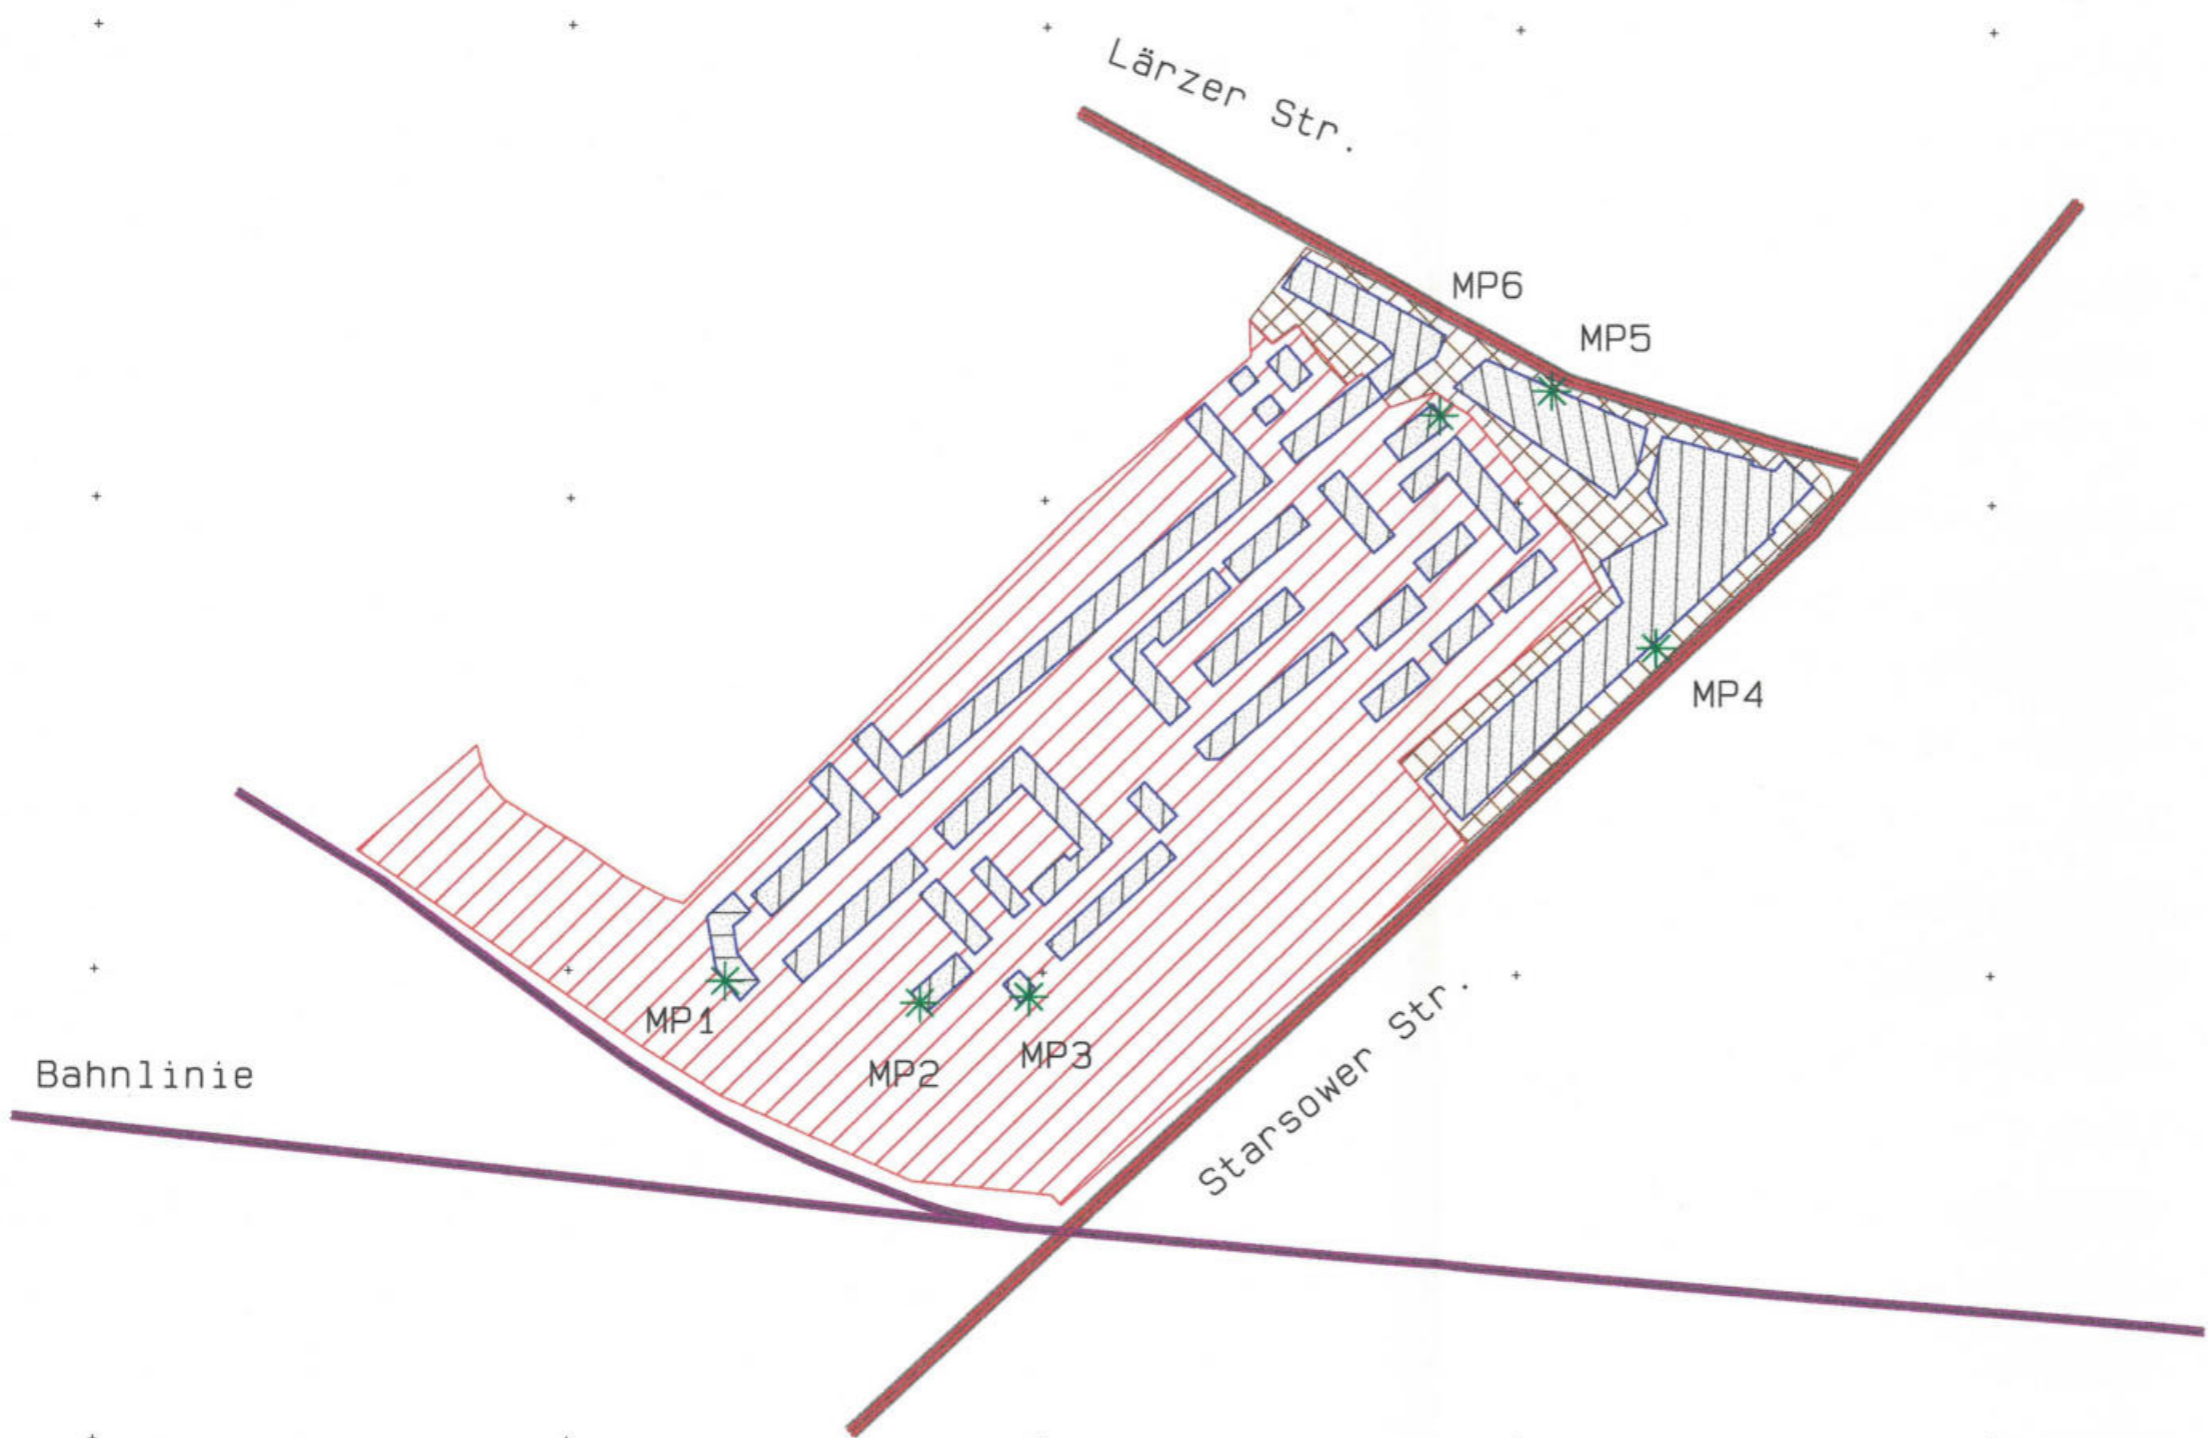 Lärzer Str.
MP6
MP5
MP4
MP1
MP2
MP3
Bahnlinie
Starsower Str.